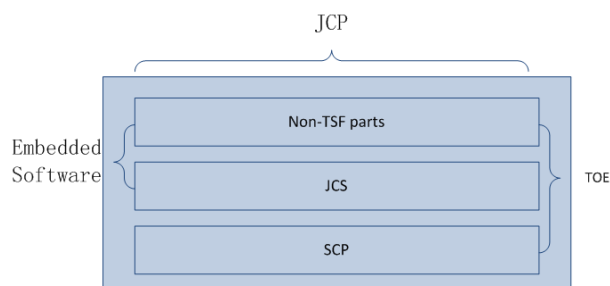 JCP
Non-TSF parts
Embedded
Software
JCS
TOE
SCP